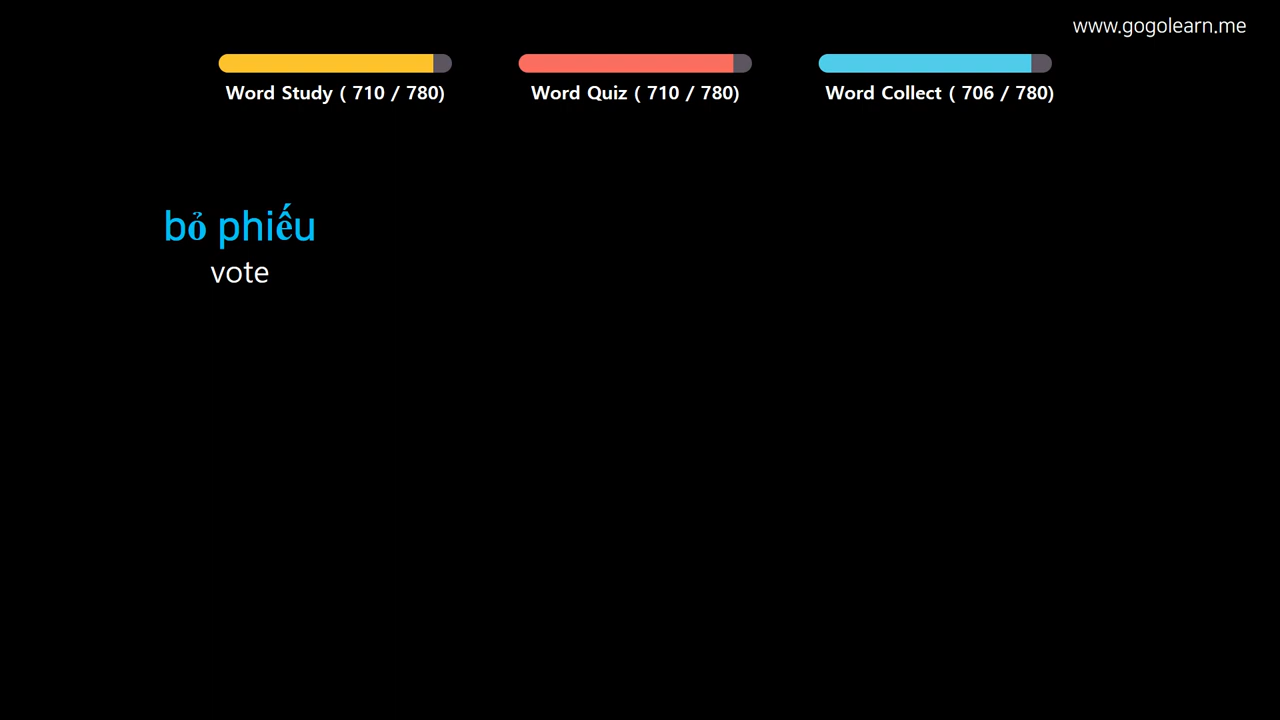 www.gogolearn.me
Word Study ( 710 / 780)
Word Quiz ( 710 / 780)
Word Collect ( 706 / 780)
bỏ phiếu
vote